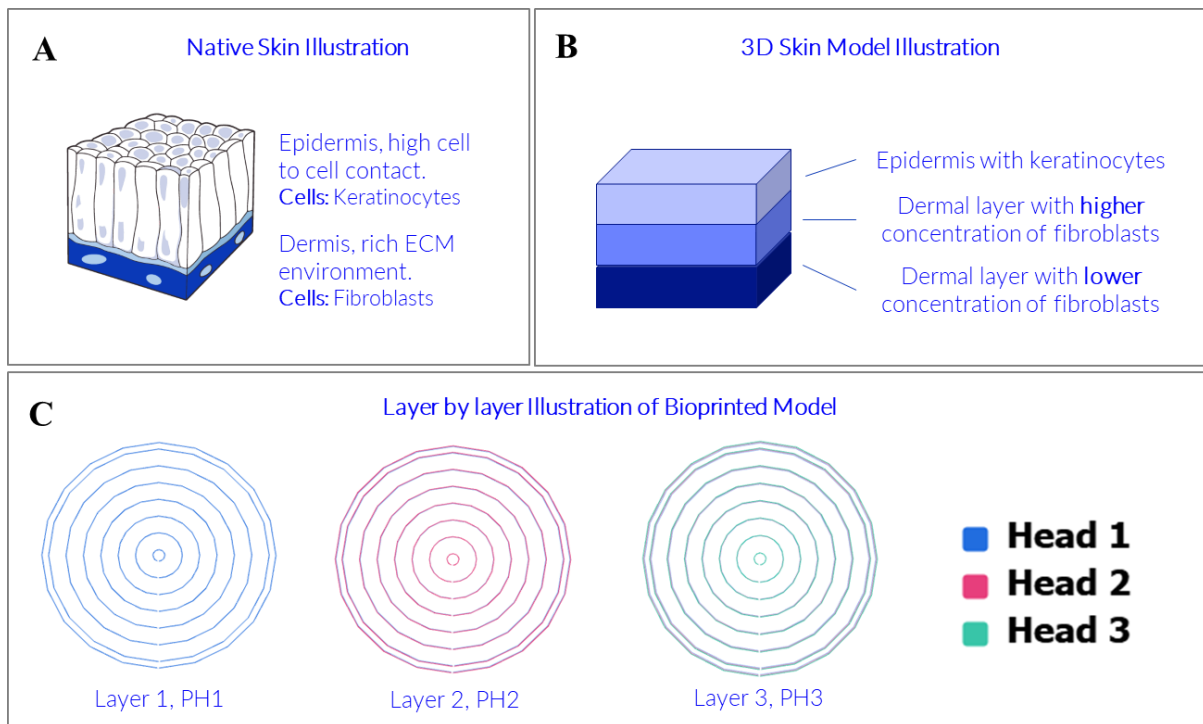 A
Native Skin Illustration
Epidermis, high cell
to cell contact.
Cells: Keratinocytes
Dermis, rich ECM
environment.
Cells: Fibroblasts
B
3D Skin Model Illustration
Epidermis with keratinocytes
Dermal layer with higher
concentration of fibroblasts
Dermal layer with lower
concentration of fibroblasts
C
Layer by layer Illustration of Bioprinted Model
Layer 1, PH1
Layer 2, PH2
Layer 3, PH3
Head 1
Head 2
Head 3